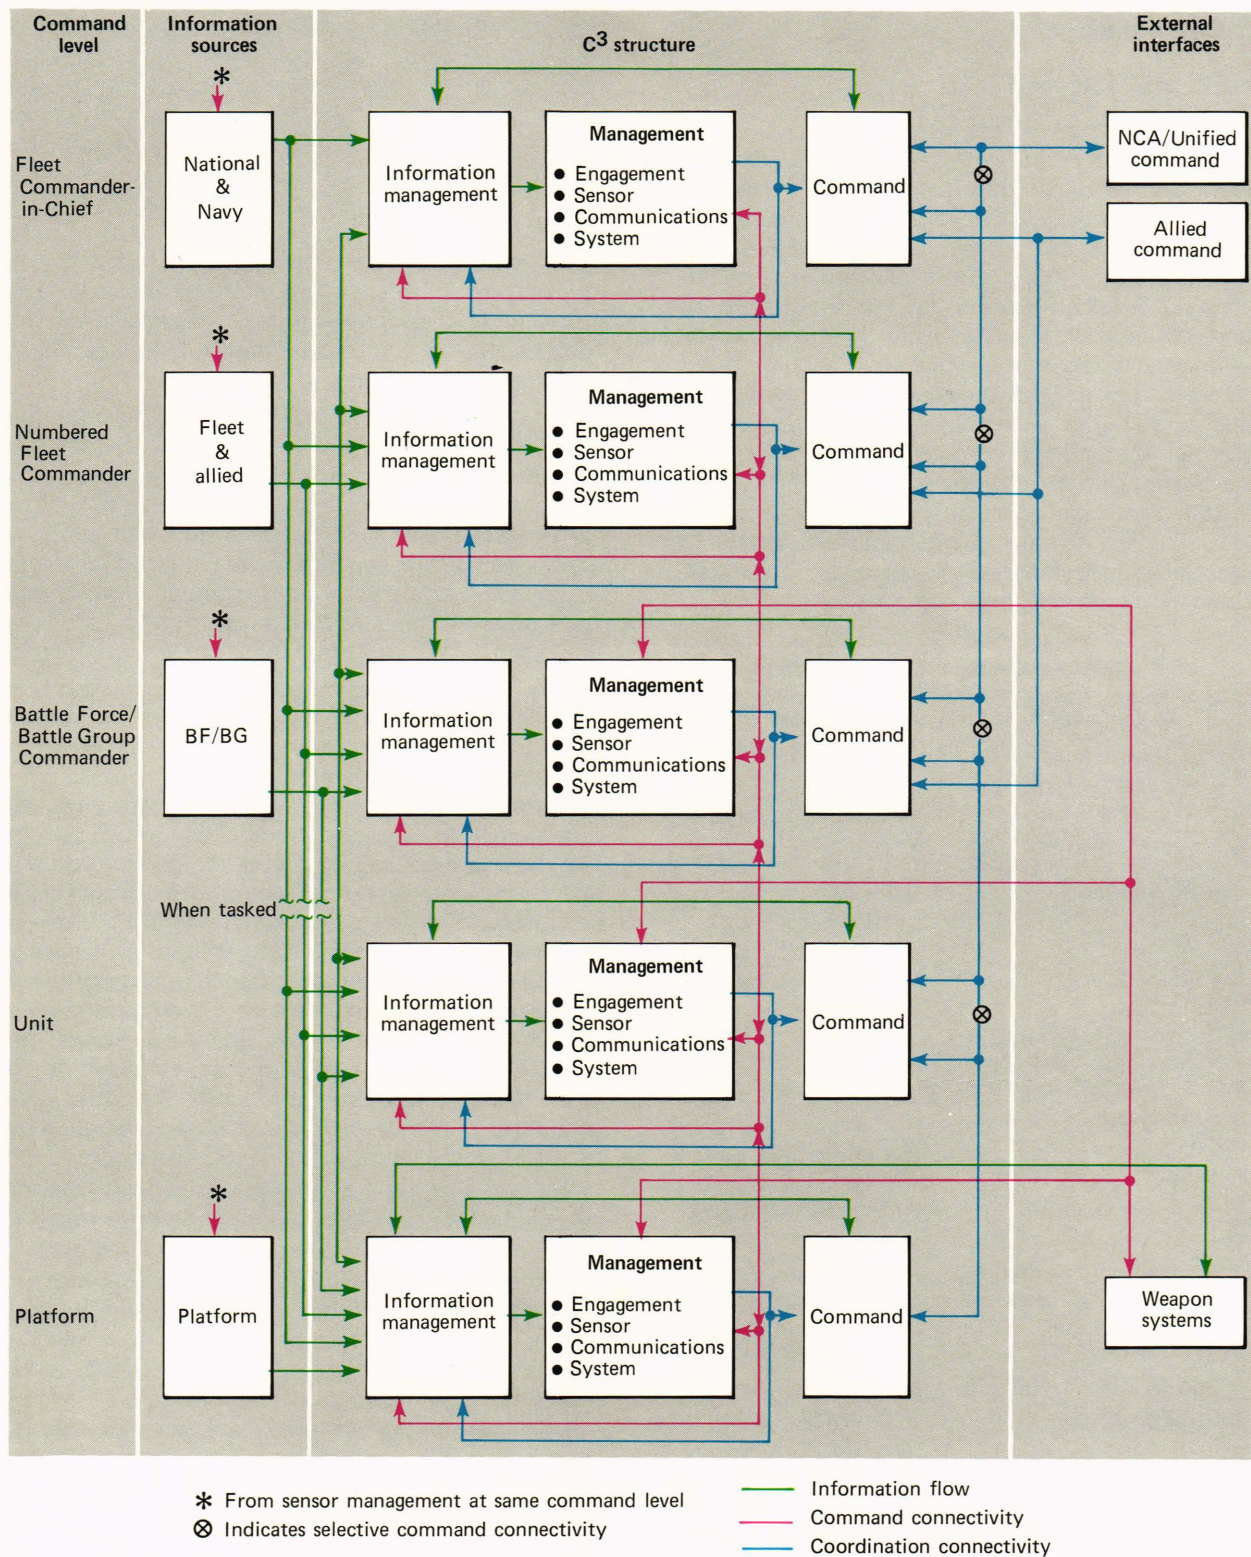 Command
level
Information
sources
C3 structure
External
interfaces
*
Fleet
Commander-
in-Chief
National
&
Navy
Information
management
Management
● Engagement
● Sensor
● Communications
● System
Command
NCA/Unified
command
Allied
command
*
Numbered
Fleet
Commander
Fleet
&
allied
Information
management
Management
● Engagement
● Sensor
● Communications
● System
Command
*
Battle Force/
Battle Group
Commander
BF/BG
Information
management
Management
● Engagement
● Sensor
● Communications
● System
Command
When tasked
Unit
Information
management
Management
● Engagement
● Sensor
● Communications
● System
Command
*
Platform
Platform
Information
management
Management
● Engagement
● Sensor
● Communications
● System
Command
Weapon
systems
* From sensor management at same command level
⊗ Indicates selective command connectivity
Information flow
Command connectivity
Coordination connectivity